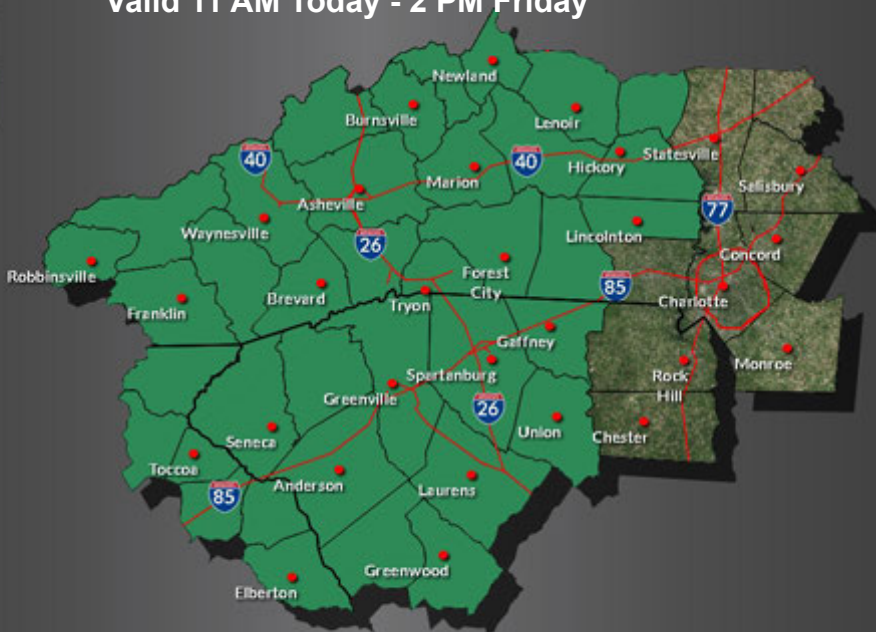 Valid 11 AM Today - 2 PM Friday
Newland
Burnsville
Lenoir
40
40
Hickory
Statesville
Marion
Salisbury
Asheville
77
Waynesville
26
Lincolnton
Concord
Robbinsville
Forest
City
85
Franklin
Brevard
Tryon
Charlotte
Gaffney
Spartanburg
Rock
Hill
Monroe
Greenville
26
Union
Chester
Seneca
Toccoa
Anderson
Laurens
85
Greenwood
Elberton